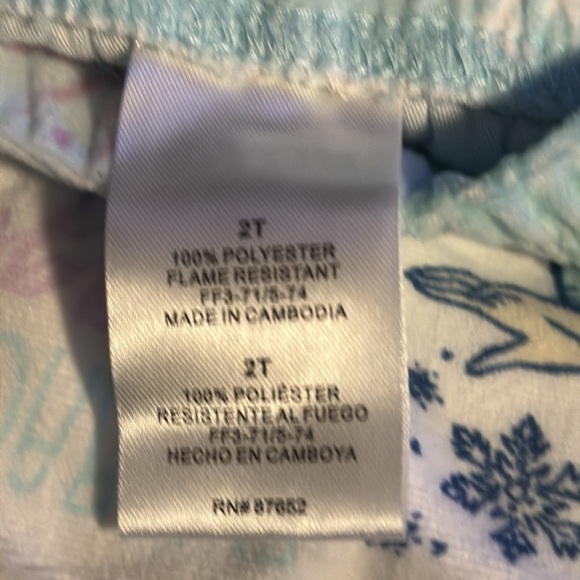 2T
100% POLYESTER
FLAME RESISTANT
FF3-71/5-74
MADE IN CAMBODIA
2T
100% POLIÉSTER
RESISTENTE AL FUEGO
FF3-71/5-74
HECHO EN CAMBOYA
RN# 87652